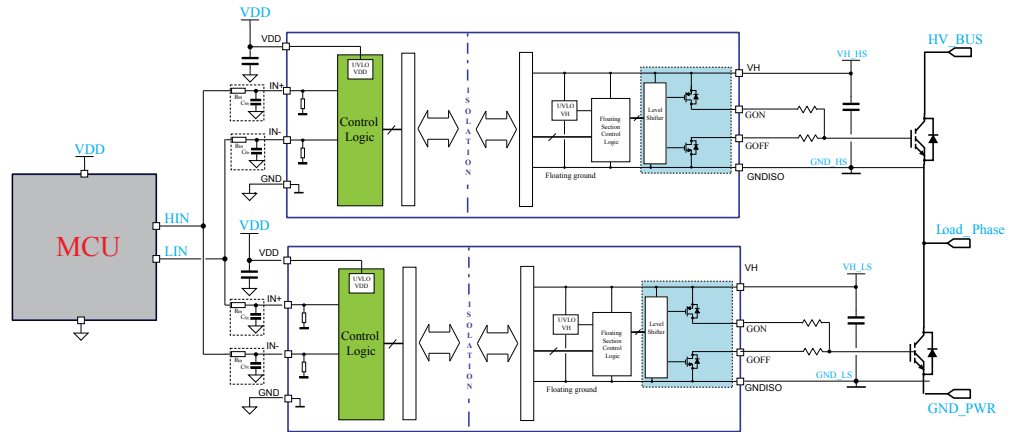 VDD
VDD
IN+
IN-
GND
UVLO
VDD
Control
Logic
ISOLATION
UVLO
VH
Floating
Section
Control
Logic
Level
Shifter
Floating ground
VH
GON
GOFF
GNDISO
VH_HS
GND_HS
HV_BUS
VDD
MCU
HIN
LIN
Load_Phase
VDD
VDD
IN+
IN-
GND
UVLO
VDD
Control
Logic
ISOLATION
UVLO
VH
Floating
Section
Control
Logic
Level
Shifter
Floating ground
VH
GON
GOFF
GNDISO
VH_LS
GND_LS
GND_PWR